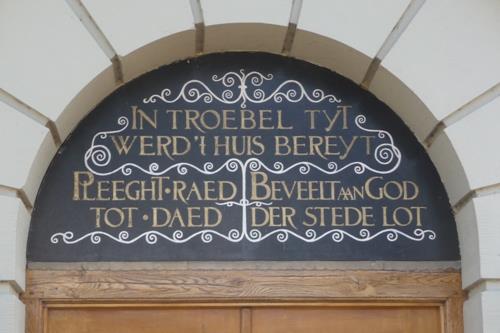 IN TROEBEL TYT
WERD'T HUIS BEREYT
PLEEGHT·RAED BEVEELT AAN GOD
TOT·DAED DER STEDE LOT